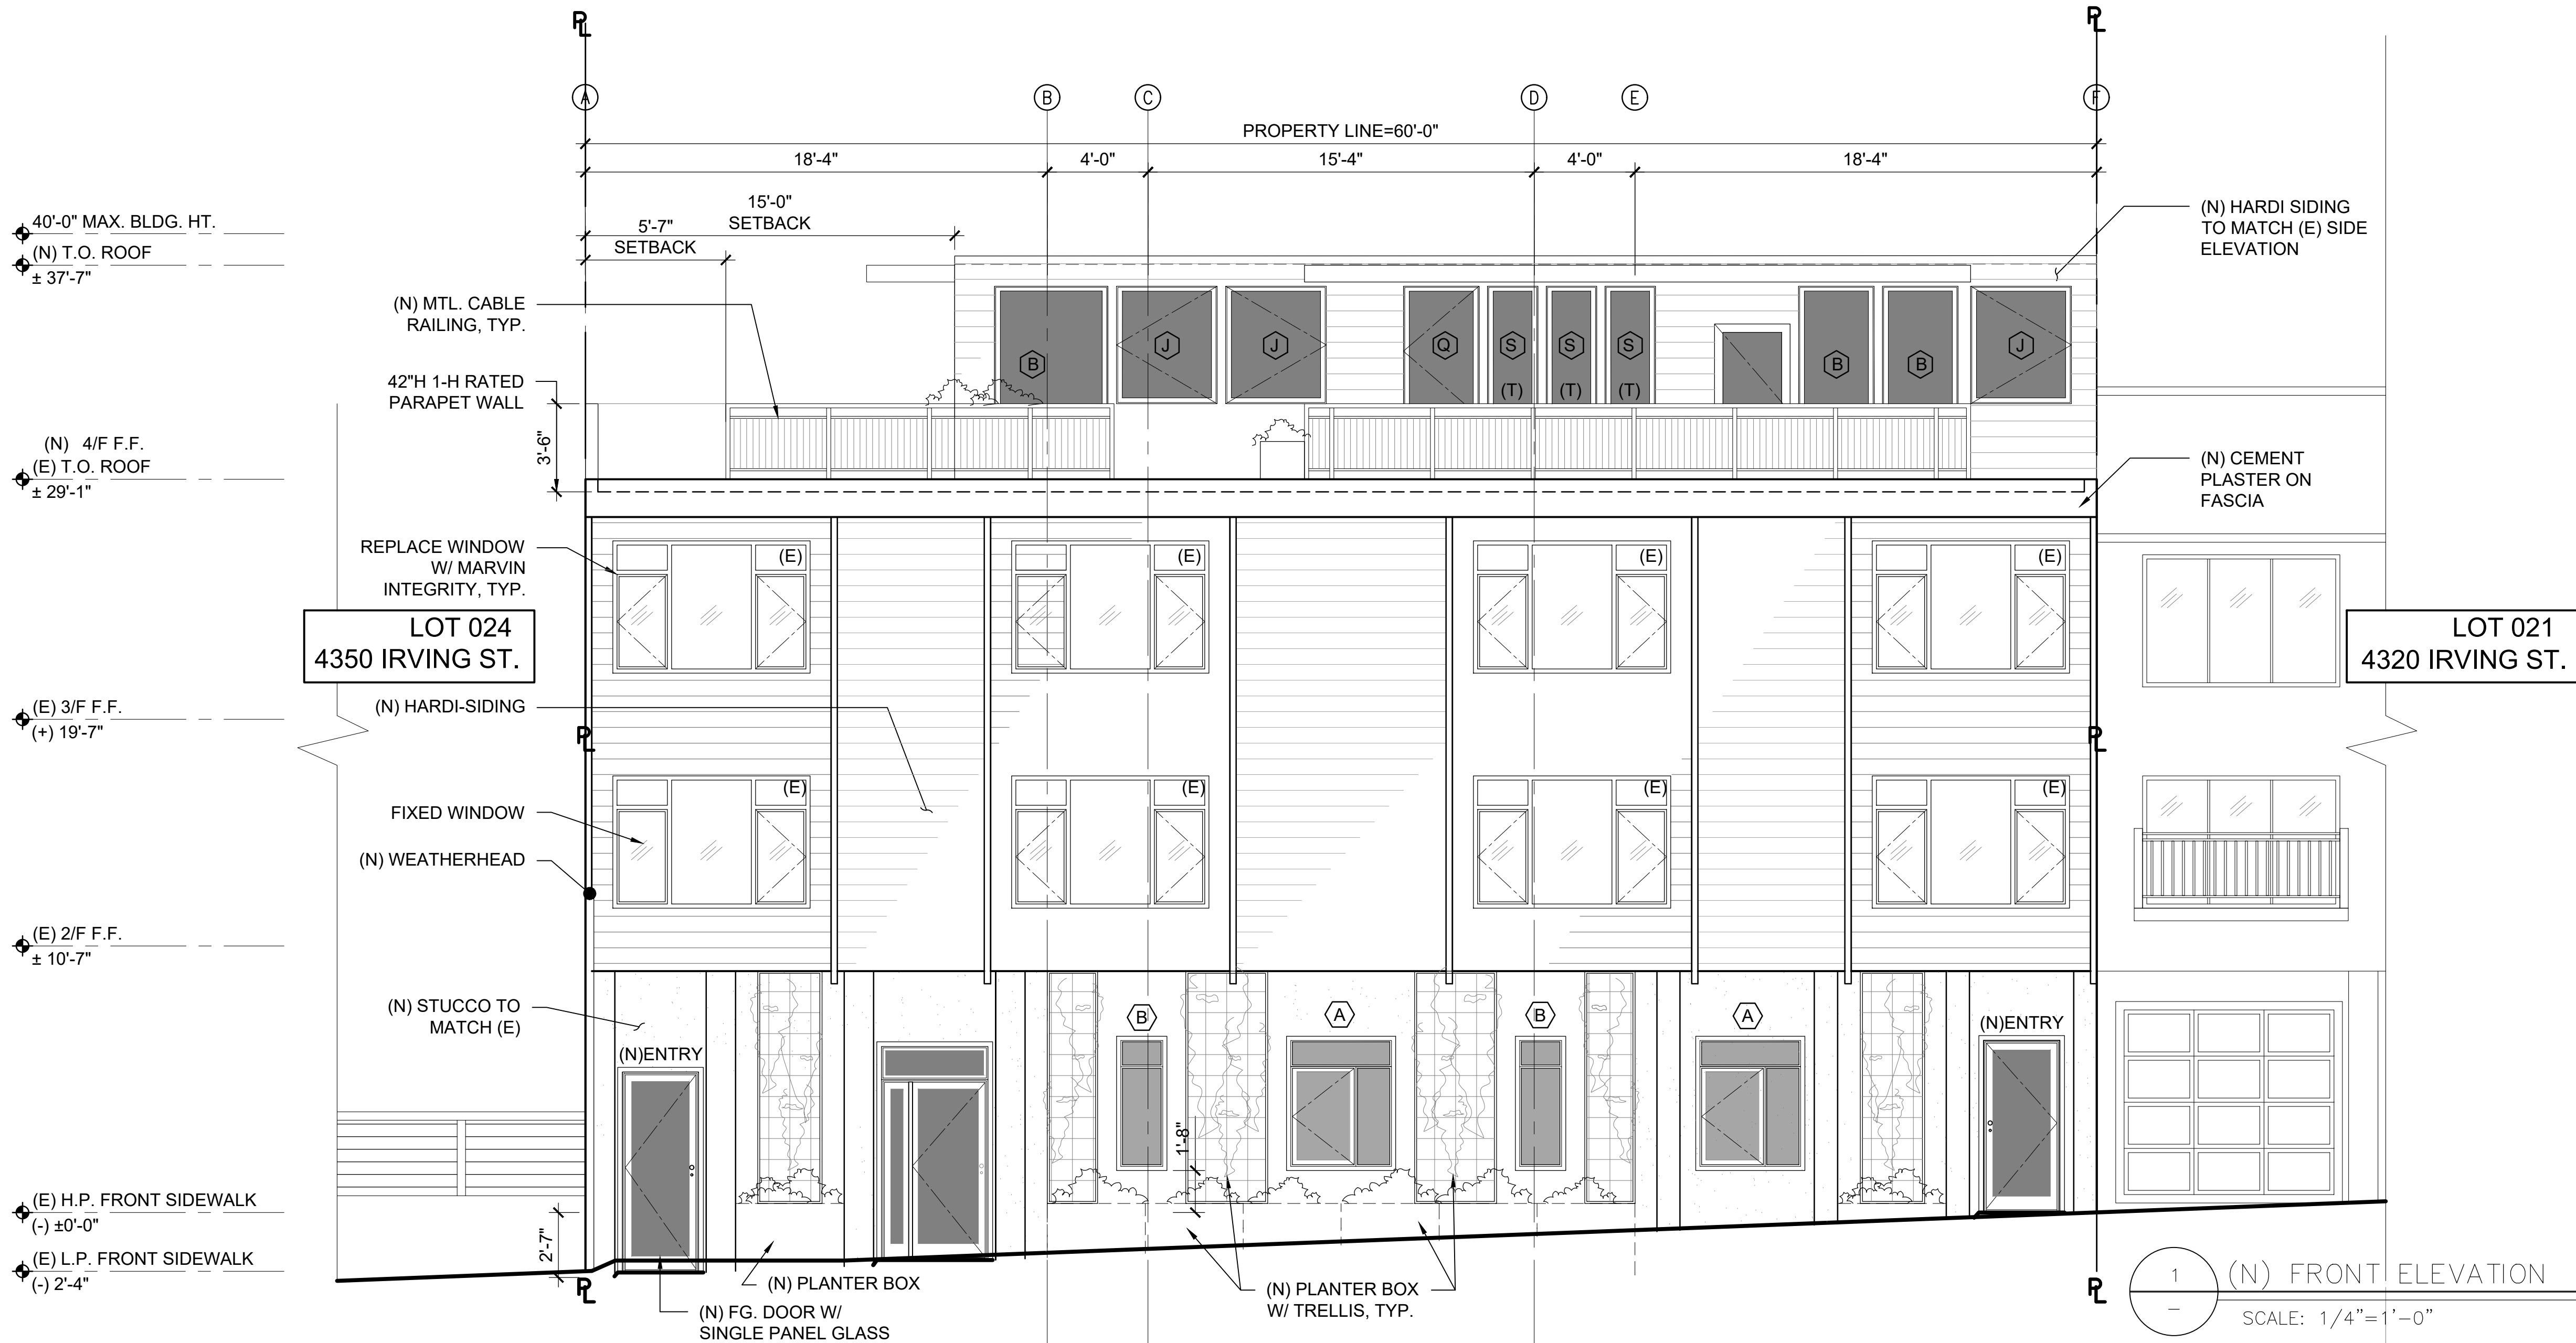 PL
PL
A
B
C
D
E
F
PROPERTY LINE=60'-0"
18'-4"
4'-0"
15'-4"
4'-0"
18'-4"
15'-0"
SETBACK
5'-7"
SETBACK
40'-0" MAX. BLDG. HT.
(N) T.O. ROOF
± 37'-7"
(N) 4/F F.F.
(E) T.O. ROOF
± 29'-1"
(E) 3/F F.F.
(+) 19'-7"
(E) 2/F F.F.
± 10'-7"
(E) H.P. FRONT SIDEWALK
(-) ±0'-0"
(E) L.P. FRONT SIDEWALK
(-) 2'-4"
(N) MTL. CABLE
RAILING, TYP.
42"H 1-H RATED
PARAPET WALL
3'-6"
REPLACE WINDOW
W/ MARVIN
INTEGRITY, TYP.
LOT 024
4350 IRVING ST.
(N) HARDI-SIDING
FIXED WINDOW
(N) WEATHERHEAD
(N) STUCCO TO
MATCH (E)
2'-7"
B
J
J
Q
S
S
S
(T)
(T)
(T)
B
B
J
(N) HARDI SIDING
TO MATCH (E) SIDE
ELEVATION
(N) CEMENT
PLASTER ON
FASCIA
(E)
(E)
(E)
(E)
LOT 021
4320 IRVING ST.
PL
PL
(E)
(E)
(E)
(E)
B
A
B
A
(N)ENTRY
(N)ENTRY
1'-8"
(N) PLANTER BOX
(N) FG. DOOR W/
SINGLE PANEL GLASS
(N) PLANTER BOX
W/ TRELLIS, TYP.
PL
PL
1
–
(N) FRONT ELEVATION
SCALE: 1/4"=1'-0"